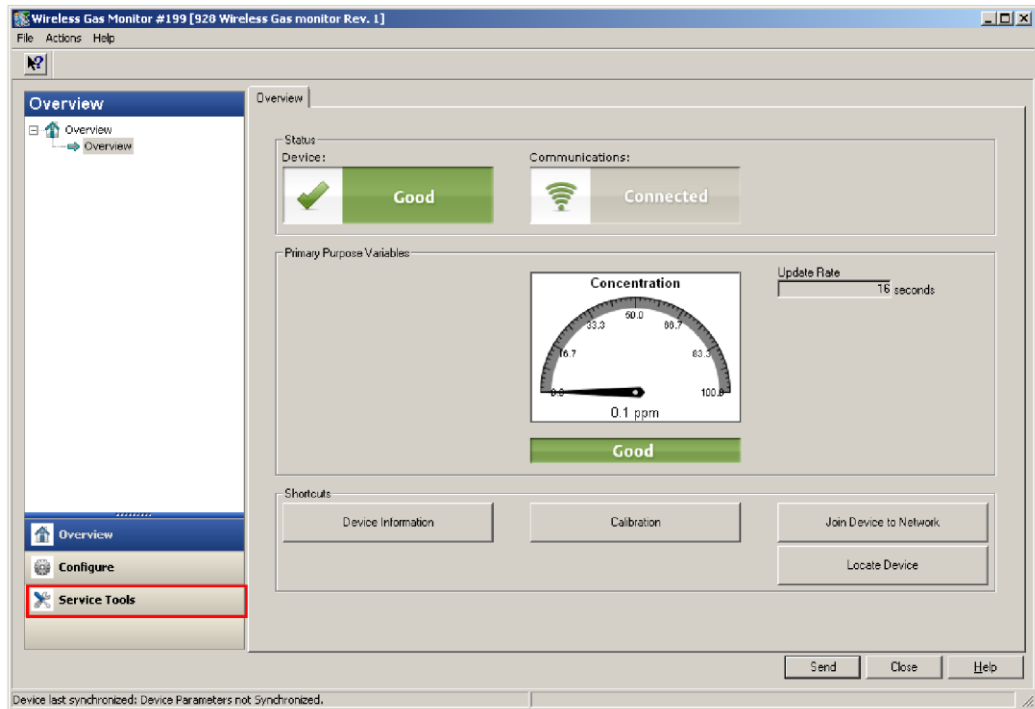 Wireless Gas Monitor #199 [928 Wireless Gas monitor Rev. 1]
File Actions Help
Overview
Overview
Overview
Overview
Configure
Service Tools
Overview
Status
Device:
Communications:
Good
Connected
Primary Purpose Variables
Concentration
0.0
16.7
33.3
50.0
66.7
83.3
100.0
0.1 ppm
Good
Update Rate
16 seconds
Shortcuts
Device Information
Calibration
Join Device to Network
Locate Device
Send
Close
Help
Device last synchronized: Device Parameters not Synchronized.